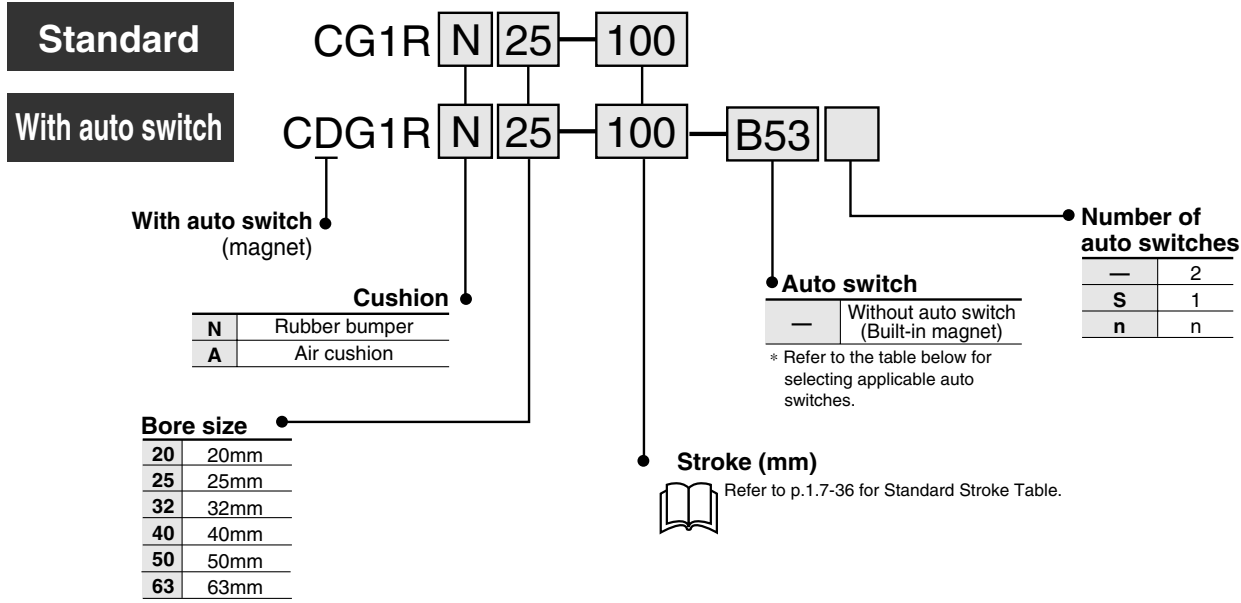 Standard
CG1R N 25 — 100
With auto switch
CDG1R N 25 — 100 — B53
With auto switch
(magnet)
Cushion
N Rubber bumper
A Air cushion
Bore size
20 20mm
25 25mm
32 32mm
40 40mm
50 50mm
63 63mm
Stroke (mm)
Refer to p.1.7-36 for Standard Stroke Table.
Auto switch
— Without auto switch
(Built-in magnet)
* Refer to the table below for
selecting applicable auto
switches.
Number of
auto switches
— 2
S 1
n n